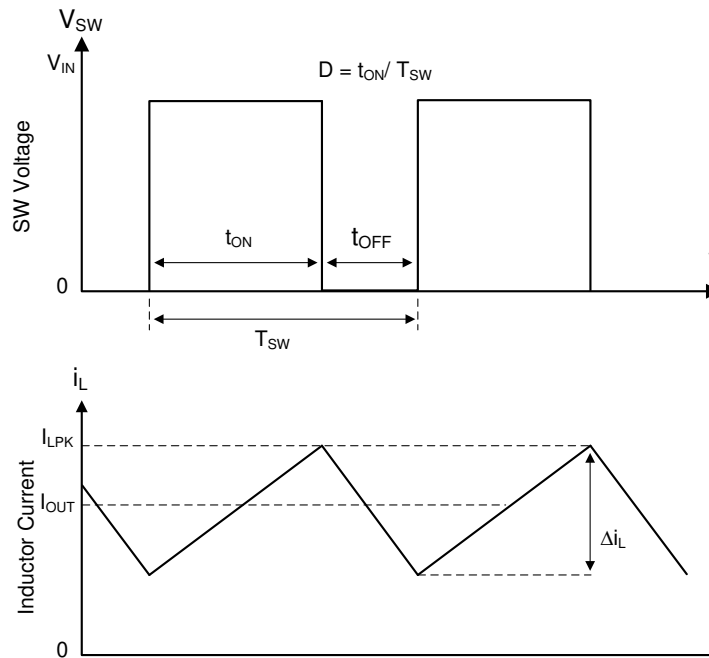 V_SW
V_IN
D = t_ON/ T_SW
SW Voltage
t_ON
t_OFF
0
T_SW
i_L
I_LPK
I_OUT
Inductor Current
Δi_L
0